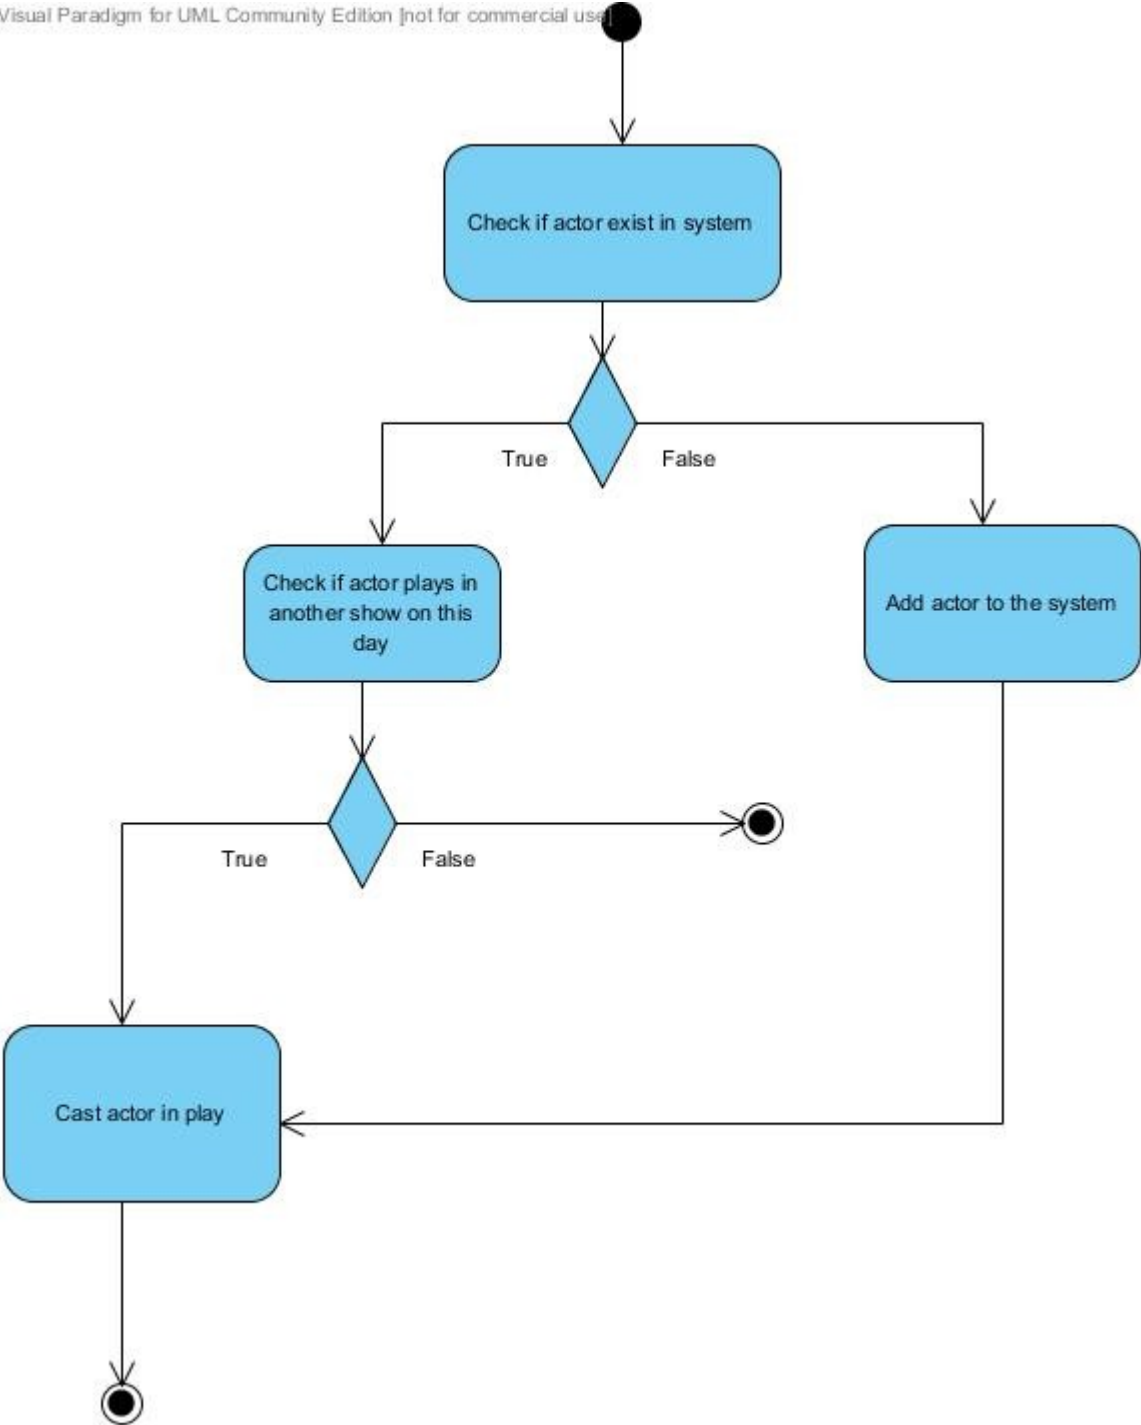 Visual Paradigm for UML Community Edition [not for commercial use]
Check if actor exist in system
True
False
Check if actor plays in
another show on this
day
Add actor to the system
True
False
Cast actor in play